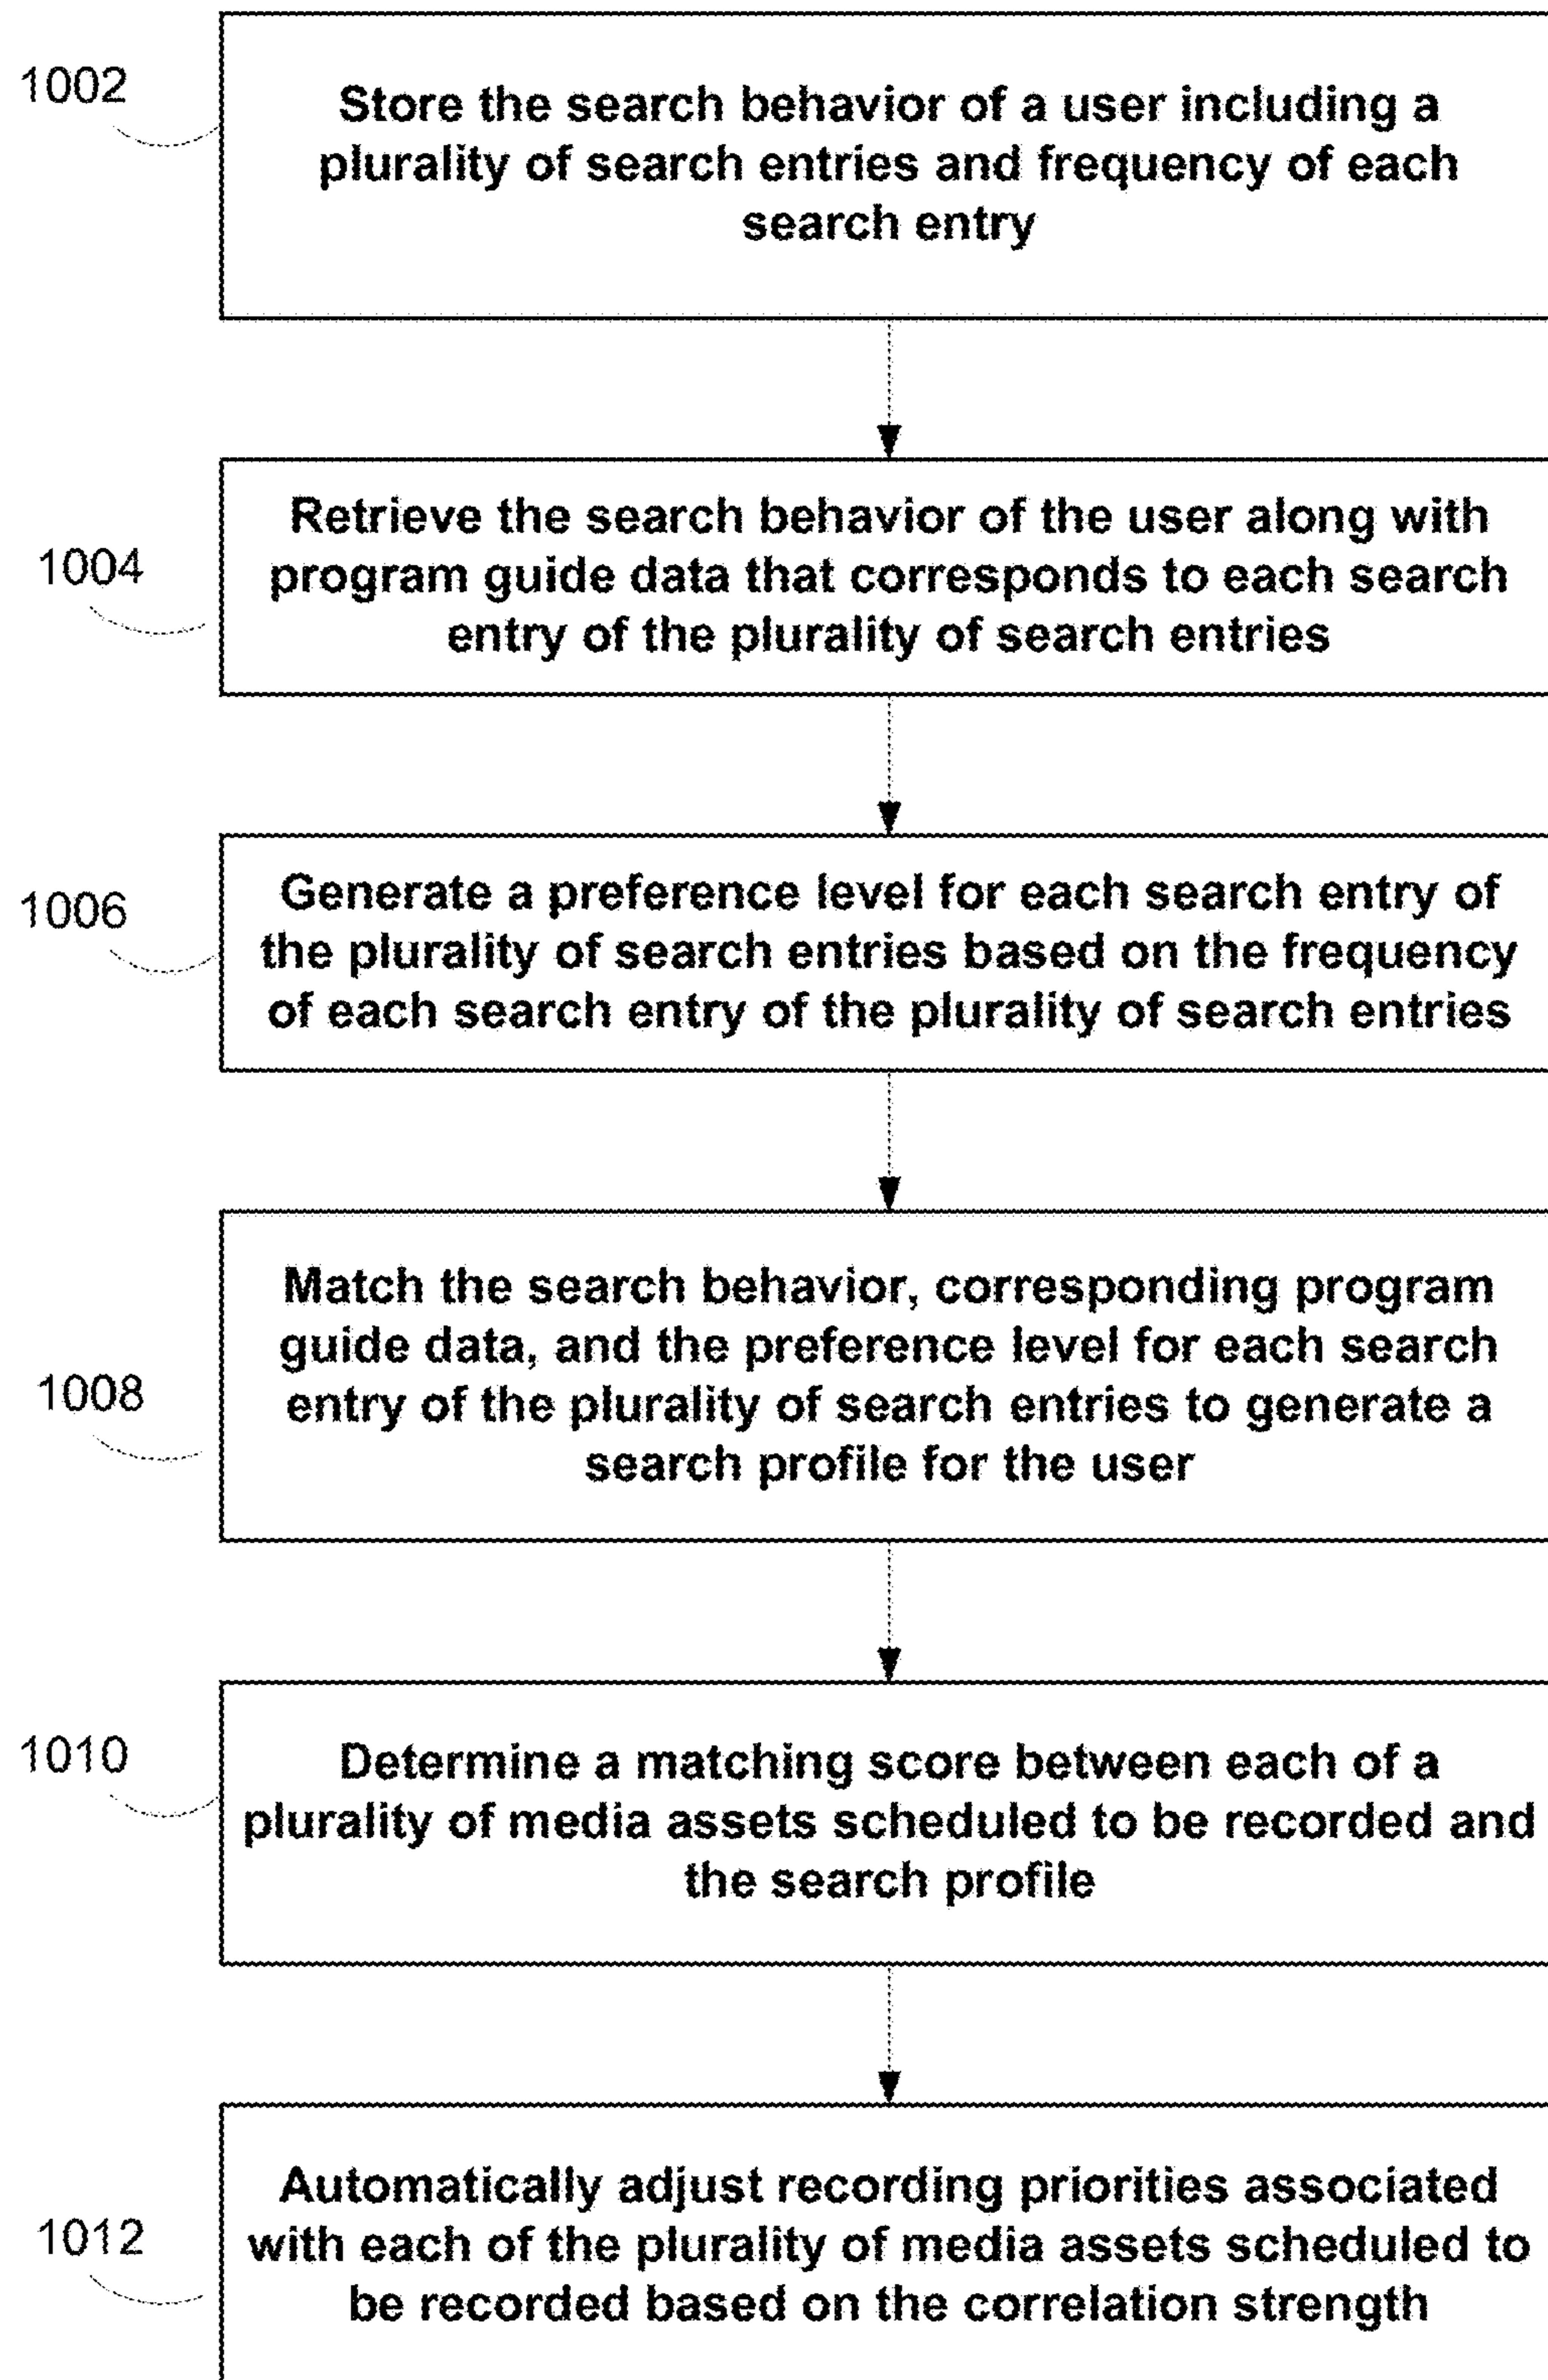 1002
Store the search behavior of a user including a
plurality of search entries and frequency of each
search entry
1004
Retrieve the search behavior of the user along with
program guide data that corresponds to each search
entry of the plurality of search entries
1006
Generate a preference level for each search entry of
the plurality of search entries based on the frequency
of each search entry of the plurality of search entries
1008
Match the search behavior, corresponding program
guide data, and the preference level for each search
entry of the plurality of search entries to generate a
search profile for the user
1010
Determine a matching score between each of a
plurality of media assets scheduled to be recorded and
the search profile
1012
Automatically adjust recording priorities associated
with each of the plurality of media assets scheduled to
be recorded based on the correlation strength